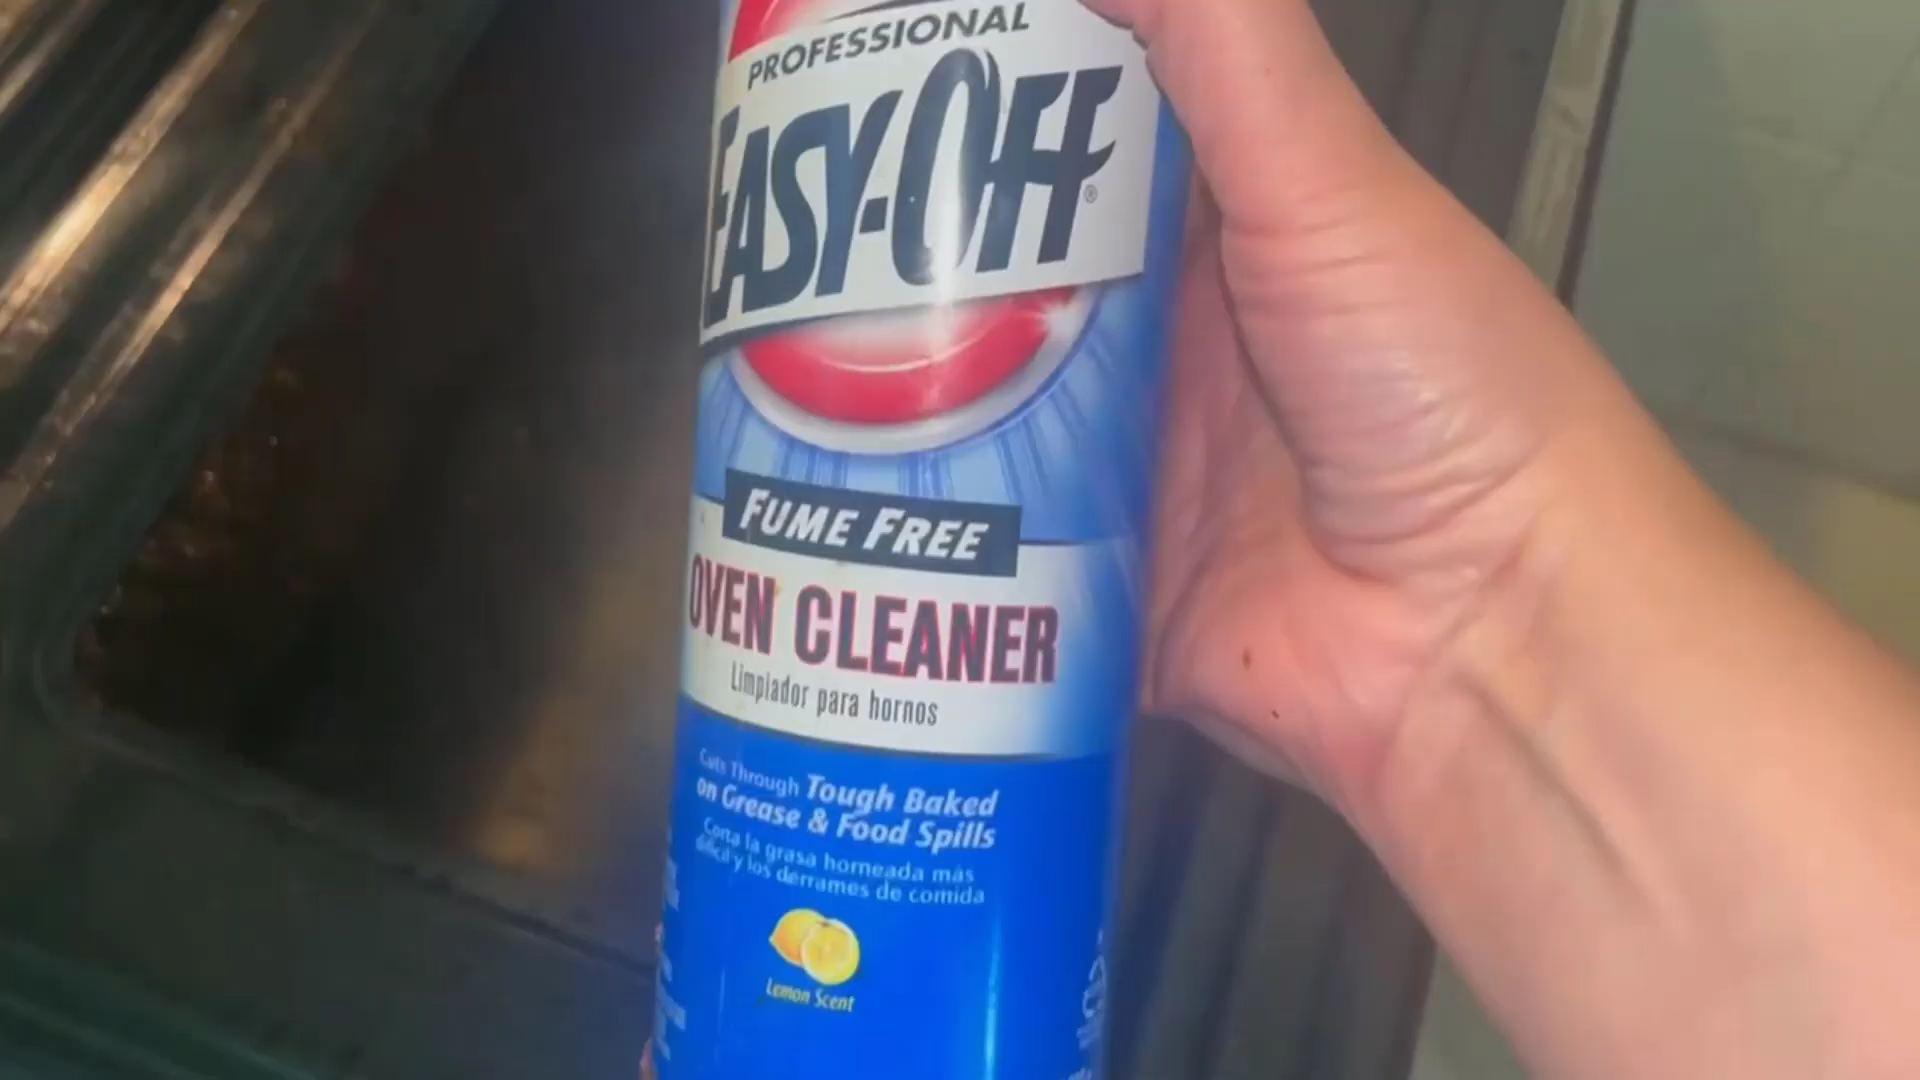 PROFESSIONAL
EASY-OFF®
FUME FREE
OVEN CLEANER
Limpiador para hornos
Cuts Through Tough Baked
on Grease & Food Spills
Corta la grasa horneada más
difícil y los derrames de comida
Lemon Scent